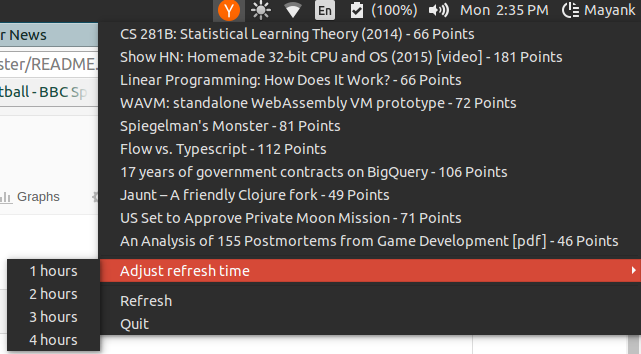 Y
En
(100%)
Mon 2:35 PM
Mayank
r News
CS 281B: Statistical Learning Theory (2014) - 66 Points
ster/README.
Show HN: Homemade 32-bit CPU and OS (2015) [video] - 181 Points
Linear Programming: How Does It Work? - 66 Points
tball - BBC Sp
WAVM: standalone WebAssembly VM prototype - 72 Points
Spiegelman's Monster - 81 Points
Flow vs. Typescript - 112 Points
17 years of government contracts on BigQuery - 106 Points
Graphs
Jaunt – A friendly Clojure fork - 49 Points
US Set to Approve Private Moon Mission - 71 Points
An Analysis of 155 Postmortems from Game Development [pdf] - 46 Points
Adjust refresh time
1 hours
2 hours
3 hours
4 hours
Refresh
Quit